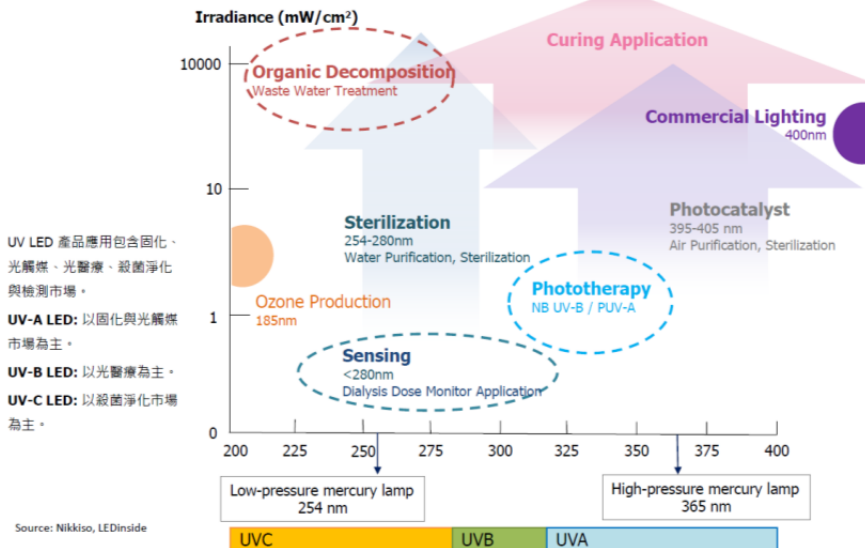 Irradiance (mW/cm²)
Curing Application
10000
Organic Decomposition
Waste Water Treatment
Commercial Lighting
400nm
10
Sterilization
254-280nm
Water Purification, Sterilization
Photocatalyst
395-405 nm
Air Purification, Sterilization
UV LED 產品應用包含固化、
光觸媒、光醫療、殺菌淨化
與檢測市場。
UV-A LED: 以固化與光觸媒
市場為主。
UV-B LED: 以光醫療為主。
UV-C LED: 以殺菌淨化市場
為主。
Ozone Production
185nm
Phototherapy
NB UV-B / PUV-A
1
Sensing
<280nm
Dialysis Dose Monitor Application
0
200 225 250 275 300 325 350 375 400
Low-pressure mercury lamp
254 nm
High-pressure mercury lamp
365 nm
Source: Nikkiso, LEDinside
UVC UVB UVA